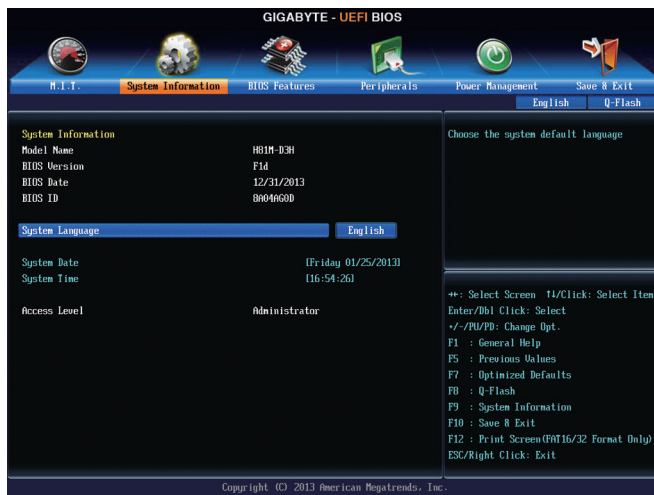 GIGABYTE - UEFI BIOS
M.I.T. System Information BIOS Features Peripherals Power Management Save & Exit
English Q-Flash
System Information
Model Name H81M-D3H
BIOS Version F1d
BIOS Date 12/31/2013
BIOS ID 8A04AG0D
System Language English
System Date [Friday 01/25/2013]
System Time [16:54:26]
Access Level Administrator
Choose the system default language
→←: Select Screen ↑↓/Click: Select Item
Enter/Dbl Click: Select
+/-/PU/PD: Change Opt.
F1 : General Help
F5 : Previous Values
F7 : Optimized Defaults
F8 : Q-Flash
F9 : System Information
F10 : Save & Exit
F12 : Print Screen(FAT16/32 Format Only)
ESC/Right Click: Exit
Copyright (C) 2013 American Megatrends, Inc.